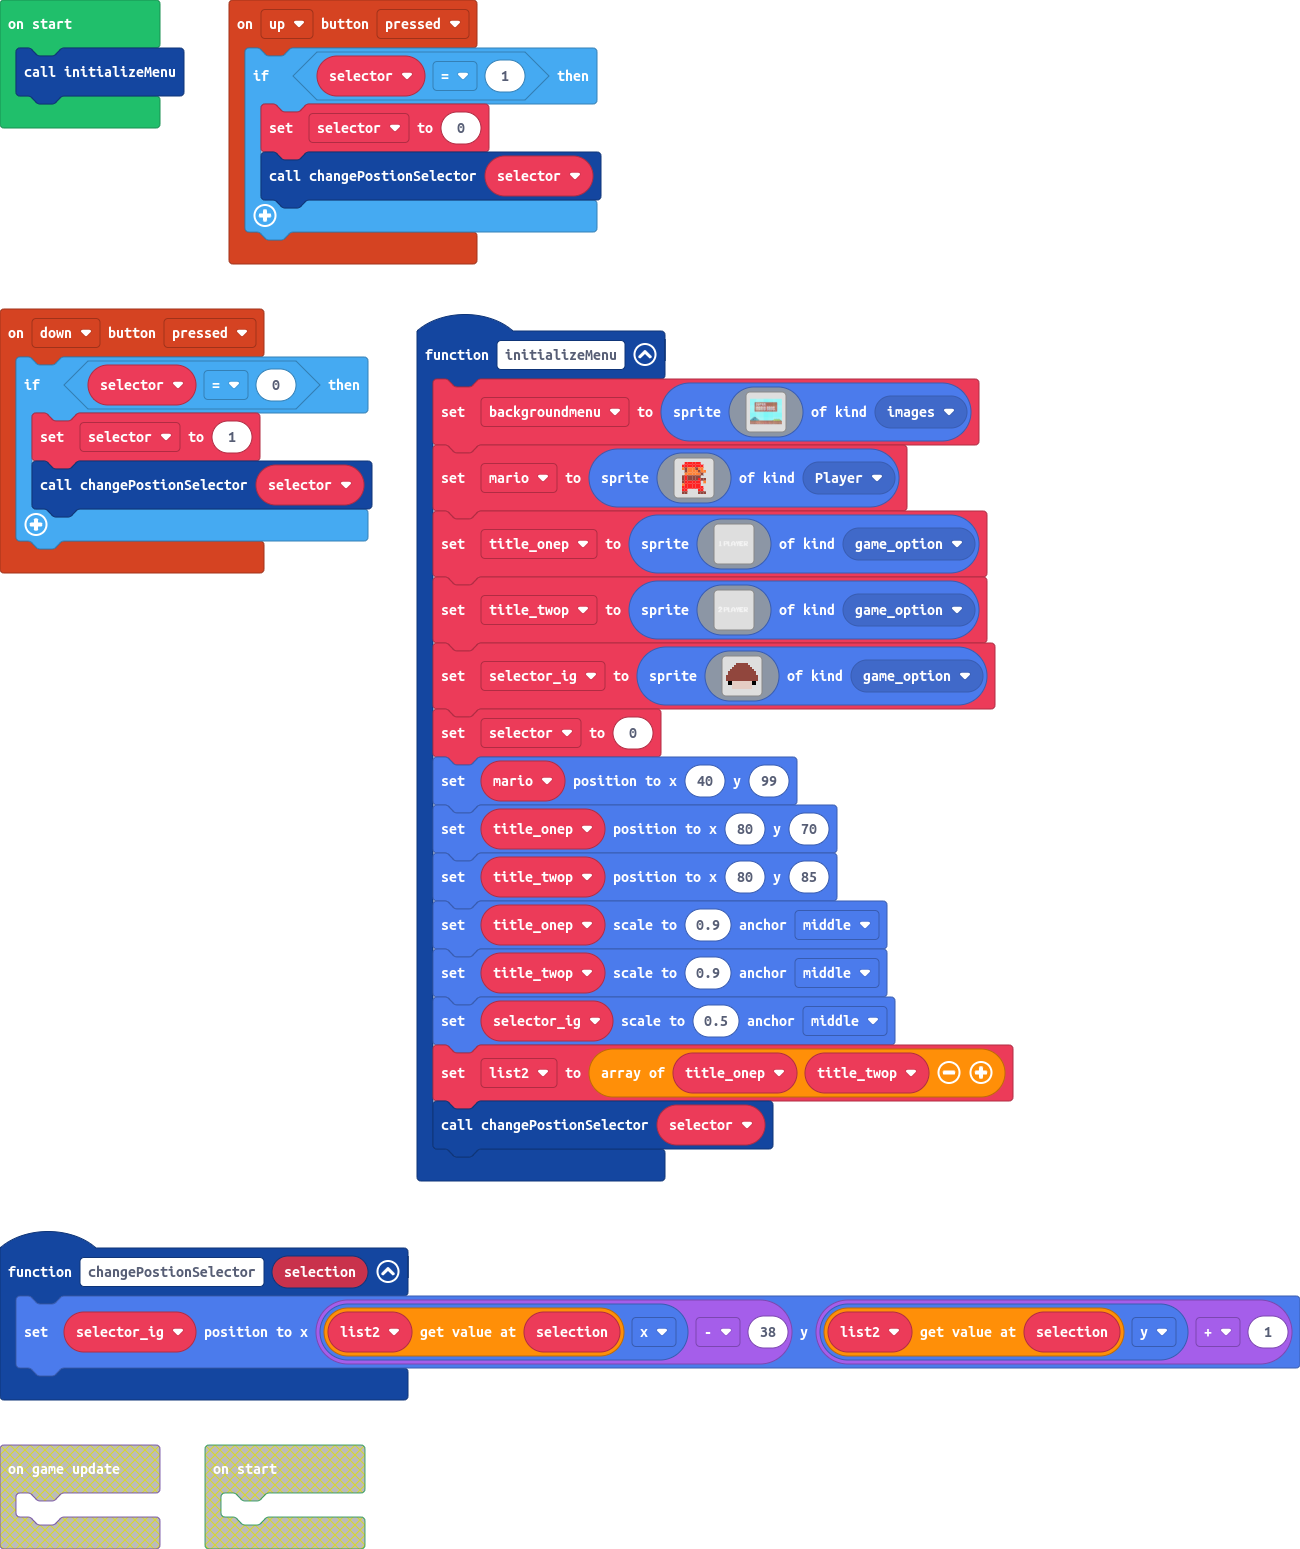 on start
call initializeMenu
on up button pressed
if selector = 1 then
set selector to 0
call changePostionSelector selector
on down button pressed
if selector = 0 then
set selector to 1
call changePostionSelector selector
function initializeMenu
set backgroundmenu to sprite of kind images
set mario to sprite of kind Player
set title_onep to sprite 1 PLAYER of kind game_option
set title_twop to sprite 2 PLAYER of kind game_option
set selector_ig to sprite of kind game_option
set selector to 0
set mario position to x 40 y 99
set title_onep position to x 80 y 70
set title_twop position to x 80 y 85
set title_onep scale to 0.9 anchor middle
set title_twop scale to 0.9 anchor middle
set selector_ig scale to 0.5 anchor middle
set list2 to array of title_onep title_twop
call changePostionSelector selector
function changePostionSelector selection
set selector_ig position to x list2 get value at selection x - 38 y list2 get value at selection y + 1
on game update
on start